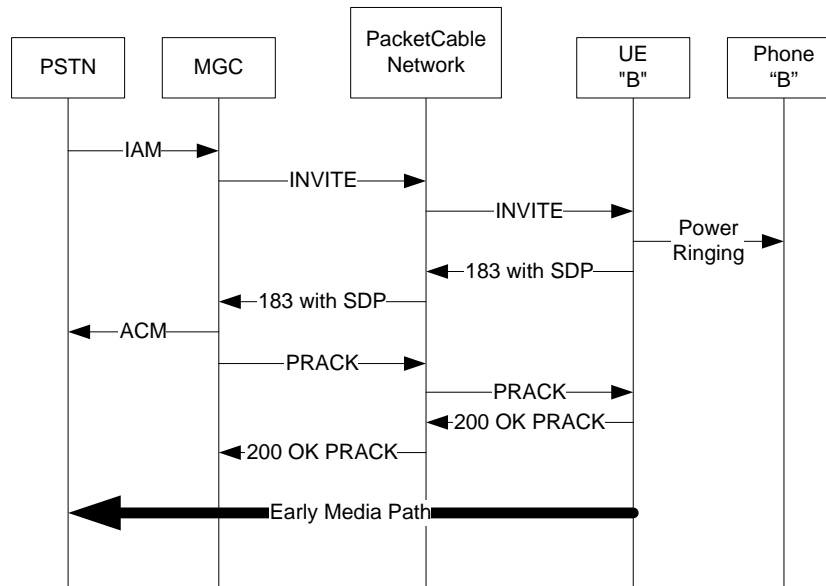 PSTN
MGC
PacketCable
Network
UE
"B"
Phone
“B”
IAM
INVITE
INVITE
Power
Ringing
183 with SDP
183 with SDP
ACM
PRACK
PRACK
200 OK PRACK
200 OK PRACK
Early Media Path